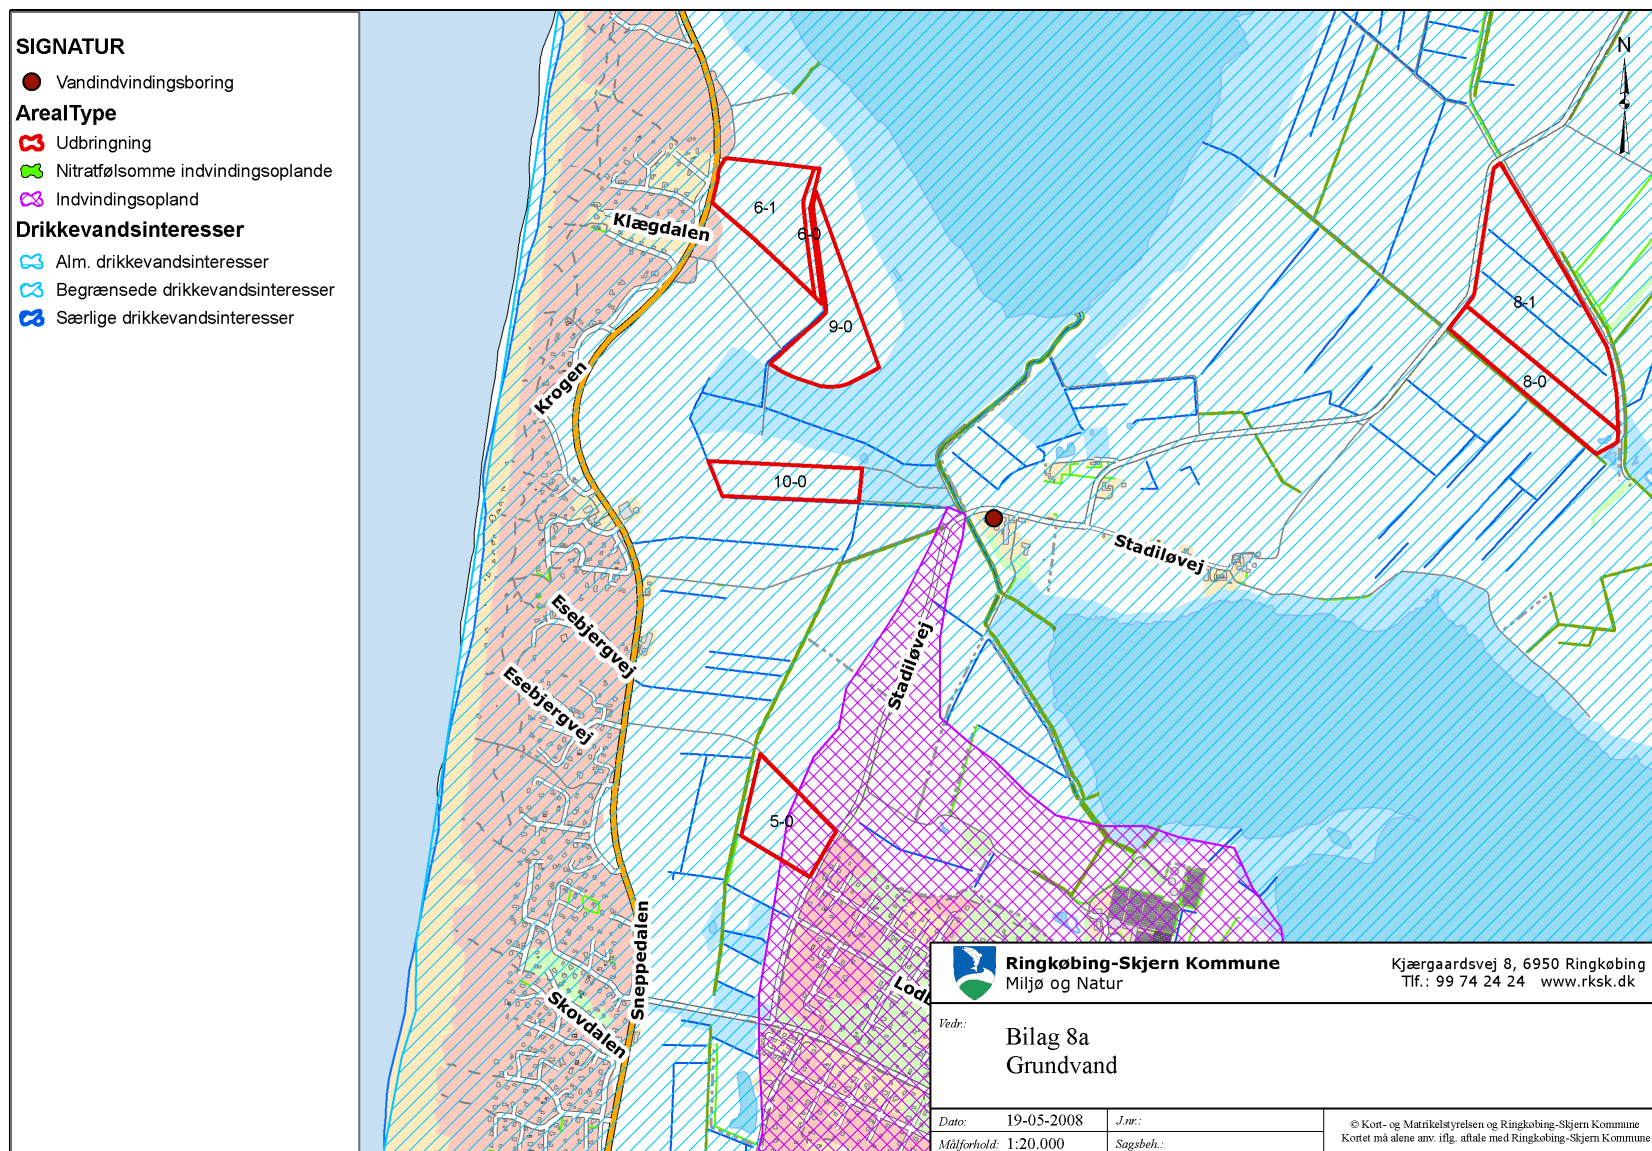 SIGNATUR
Vandindvindingsboring
ArealType
Udbringning
Nitratfølsomme indvindingsoplande
Indvindingsopland
Drikkevandsinteresser
Alm. drikkevandsinteresser
Begrænsede drikkevandsinteresser
Særlige drikkevandsinteresser
N
6-1
Klægdalen
6-0
8-1
9-0
Krogen
8-0
10-0
Stadiløvej
Esebjergvej
Stadiløvej
Esebjergvej
5-0
Sneppedalen
Skovdalen
Lodb
Ringkøbing-Skjern Kommune
Miljø og Natur
Kjærgaardsvej 8, 6950 Ringkøbing
Tlf.: 99 74 24 24 www.rksk.dk
Vedr.:
Bilag 8a
Grundvand
Dato: 19-05-2008 J.nr.:
Målforhold: 1:20.000 Sagsbeh.:
© Kort- og Matrikelstyrelsen og Ringkøbing-Skjern Kommune
Kortet må alene anv. iflg. aftale med Ringkøbing-Skjern Kommune